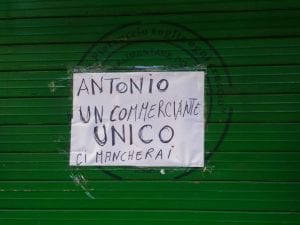 ANTONIO
UN COMMERCIANTE
UNICO
CI MANCHERAI